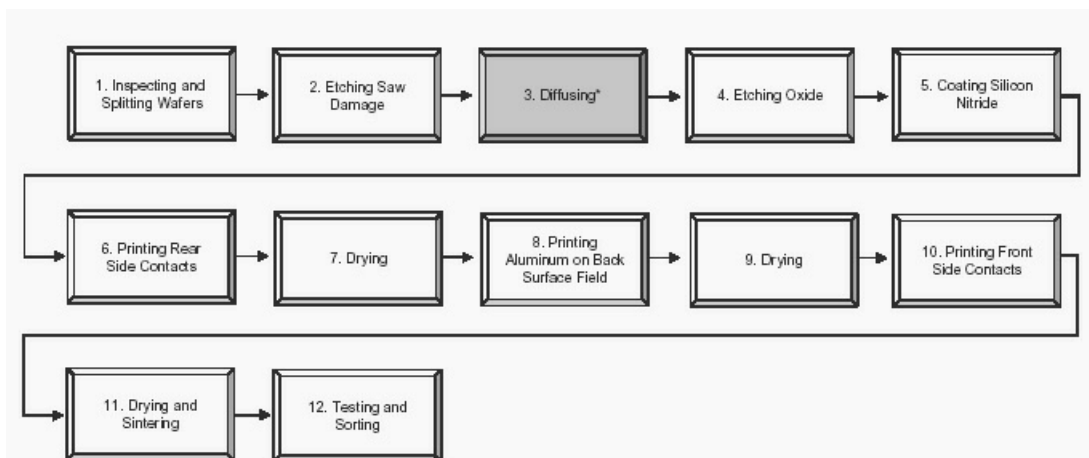 1. Inspecting and
Splitting Wafers
2. Etching Saw
Damage
3. Diffusing*
4. Etching Oxide
5. Coating Silicon
Nitride
6. Printing Rear
Side Contacts
7. Drying
8. Printing
Aluminum on Back
Surface Field
9. Drying
10. Printing Front
Side Contacts
11. Drying and
Sintering
12. Testing and
Sorting